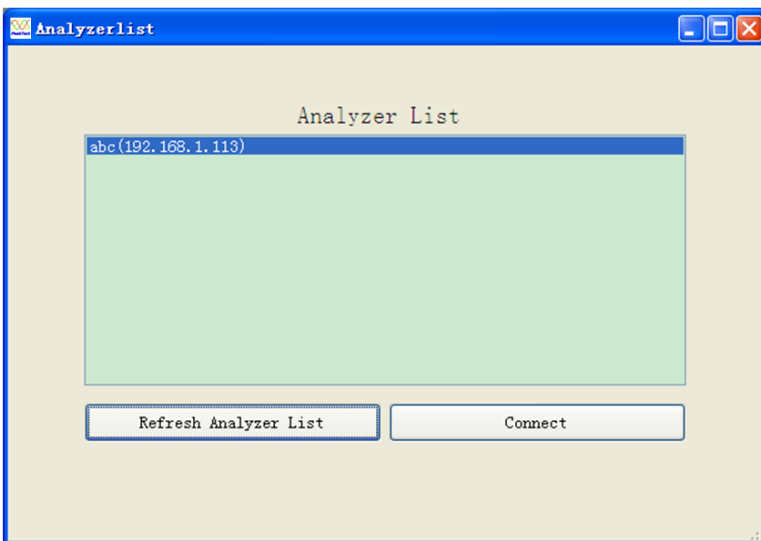 Analyzerlist
Analyzer List
abc(192.168.1.113)
Refresh Analyzer List
Connect